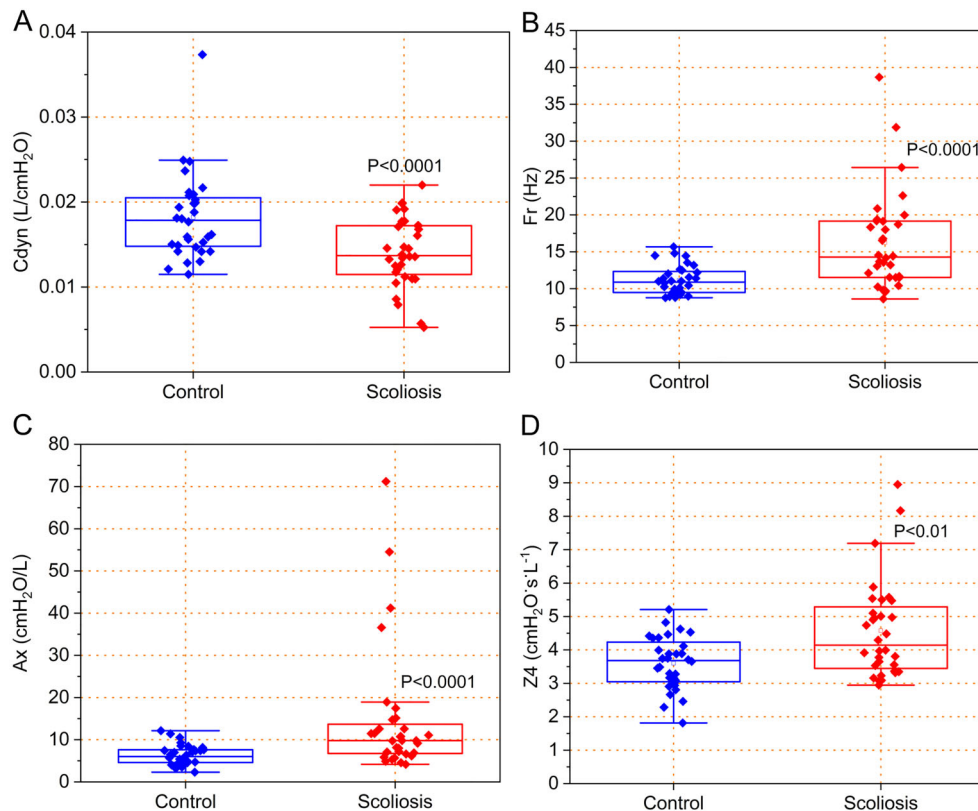 A
0.04
0.03
0.02
0.01
0.00
Cdyn (L/cmH₂O)
P<0.0001
Control
Scoliosis
B
45
40
35
30
25
20
15
10
5
0
Fr (Hz)
P<0.0001
Control
Scoliosis
C
80
70
60
50
40
30
20
10
0
Ax (cmH₂O/L)
P<0.0001
Control
Scoliosis
D
10
9
8
7
6
5
4
3
2
1
0
Z4 (cmH₂O·s·L⁻¹)
P<0.01
Control
Scoliosis